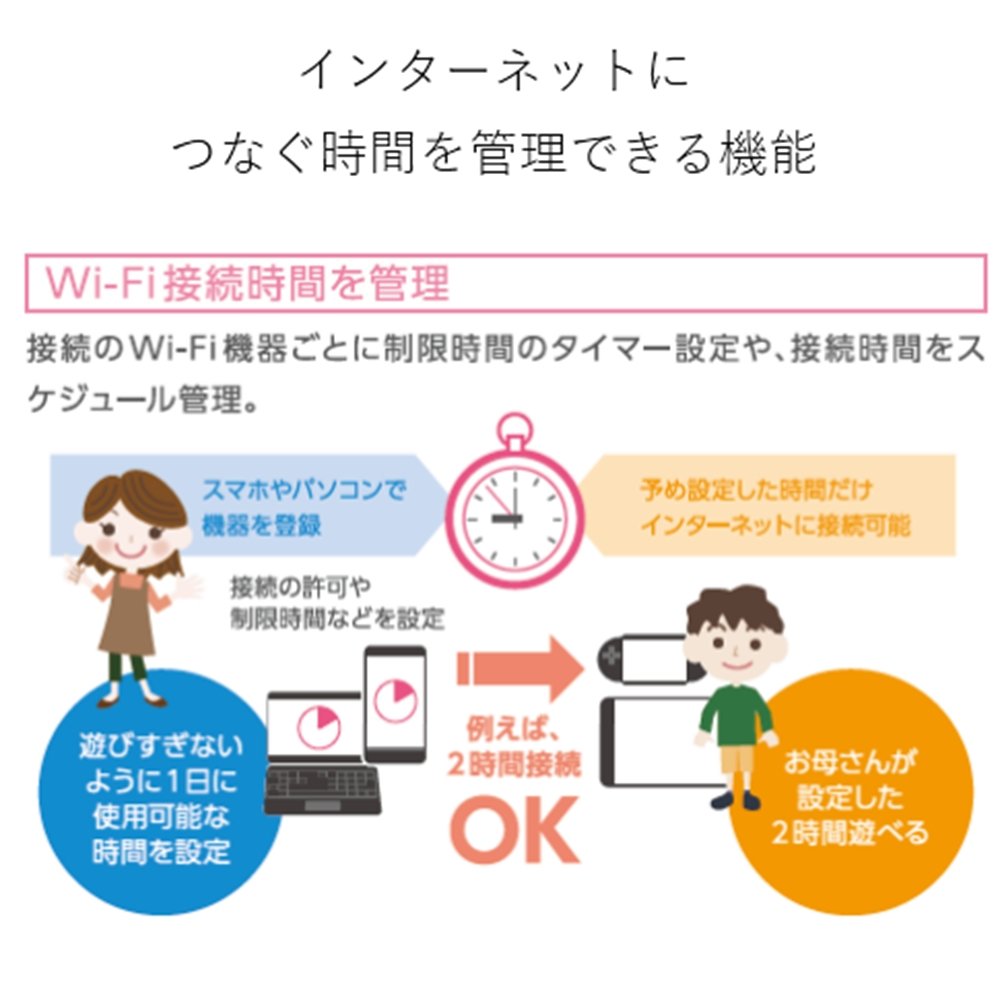 インターネットに
つなぐ時間を管理できる機能
Wi-Fi接続時間を管理
接続のWi-Fi機器ごとに制限時間のタイマー設定や、接続時間をス
ケジュール管理。
スマホやパソコンで
機器を登録
予め設定した時間だけ
インターネットに接続可能
接続の許可や
制限時間などを設定
遊びすぎない
ように1日に
使用可能な
時間を設定
例えば、
2時間接続
OK
お母さんが
設定した
2時間遊べる